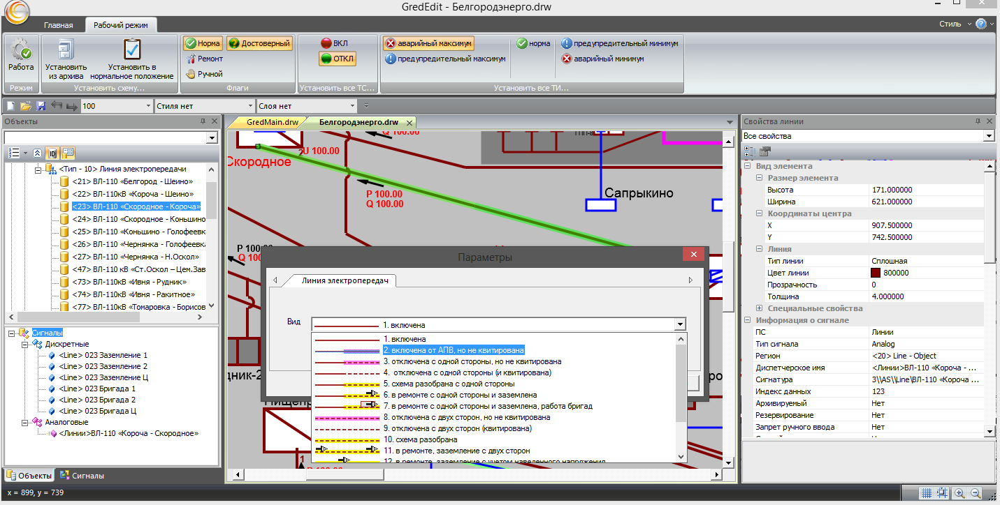 GredEdit - Белгородэнерго.drw
Главная
Рабочий режим
Стиль
Работа
Режим
Установить из архива
Установить в нормальное положение
Установить схему...
Норма
Достоверный
Ремонт
Ручной
Флаги
ВКЛ
ОТКЛ
Установить все ТС...
аварийный максимум
предупредительный максимум
норма
предупредительный минимум
аварийный минимум
Установить все ТИ...
100
Стиля нет
Слоя нет
Объекты
ID
<Тип - 10> Линия электропередачи
<21> ВЛ-110 «Белгород - Шеино»
<22> ВЛ-110кВ «Короча - Шеино»
<23> ВЛ-110 «Скородное - Короча»
<24> ВЛ-110 «Скородное - Коньшино
<25> ВЛ-110 «Коньшино - Голофеевк
<26> ВЛ-110 «Чернянка - Голофеевка
<27> ВЛ-110 «Чернянка - Н.Оскол»
<47> ВЛ-110 кВ «Ст.Оскол – Цем.Зав
<73> ВЛ-110кВ «Ивня - Рудник»
<74> ВЛ-110кВ «Ивня - Ракитное»
<77> ВЛ-110кВ «Томаровка - Борисов
Сигналы
Дискретные
<Line> 023 Заземление 1
<Line> 023 Заземление 2
<Line> 023 Заземление Ц
<Line> 023 Бригада 1
<Line> 023 Бригада 2
<Line> 023 Бригада Ц
Аналоговые
<Линии>ВЛ-110 «Короча - Скородное»
Объекты
Сигналы
x = 899, y = 739
GredMain.drw
Белгородэнерго.drw
Q 100.00
2U 100.00
Скородное
P 100.00
Q 100.00
Сапрыкино
P 100.0
Q 100.0
дник-2
1
Параметры
Линия электропередач
Вид
1. включена
1. включена
2. включена от АПВ, но не квитирована
3. отключена с одной стороны, но не квитирована
4. отключена с одной стороны (и квитирована)
5. схема разобрана с одной стороны
6. в ремонте с одной стороны и заземлена
7. в ремонте с одной стороны и заземлена, работа бригад
8. отключена с двух сторон, но не квитирована
9. отключена с двух сторон (квитирована)
10. схема разобрана
11. в ремонте, заземление с двух сторон
12. в ремонте, заземление с учетом наведенного напряжения
Свойства линии
Все свойства
Вид элемента
Размер элемента
Высота 171.000000
Ширина 621.000000
Координаты центра
X 907.500000
Y 742.500000
Линия
Тип линии Сплошная
Цвет линии 800000
Прозрачность 0
Толщина 4.000000
Специальные свойства
Информация о сигнале
ПС Линии
Тип сигнала Analog
Регион <20> Line - Object
Диспетчерское имя <Линии>ВЛ-110 «Короча - ...
Сигнатура 3\\AS\\Line\ВЛ-110 «Короча ...
Индекс данных 123
Архивируемый Нет
Резервирование Нет
Запрет ручного ввода Нет